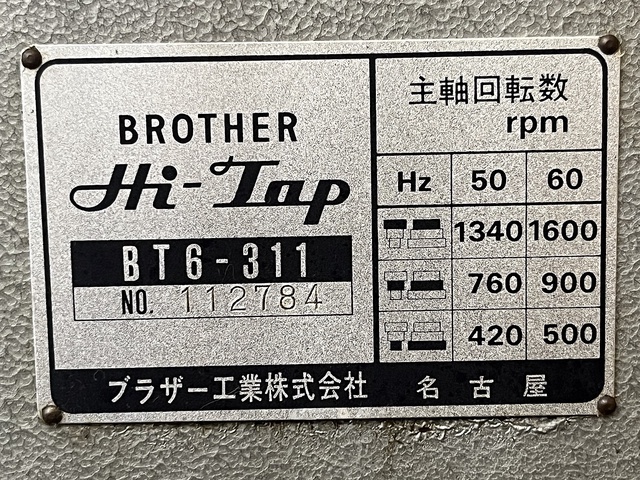 BROTHER
Hi-Tap
BT6-311
NO. 112784
主軸回転数
rpm
Hz 50 60
1340 1600
760 900
420 500
ブラザー工業株式会社 名古屋